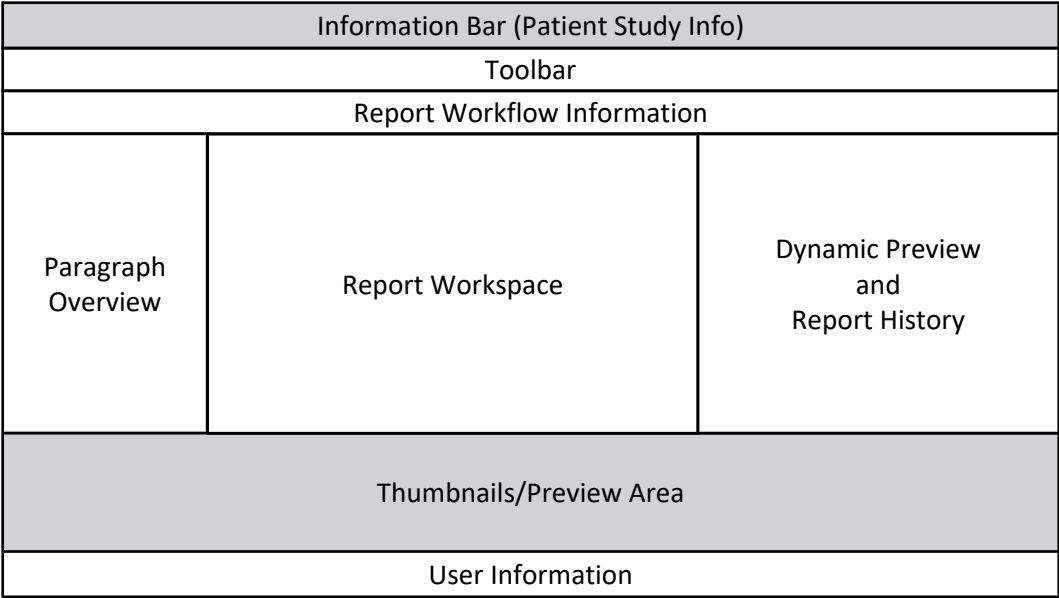 Information Bar (Patient Study Info)
Toolbar
Report Workflow Information
Paragraph
Overview
Report Workspace
Dynamic Preview
and
Report History
Thumbnails/Preview Area
User Information